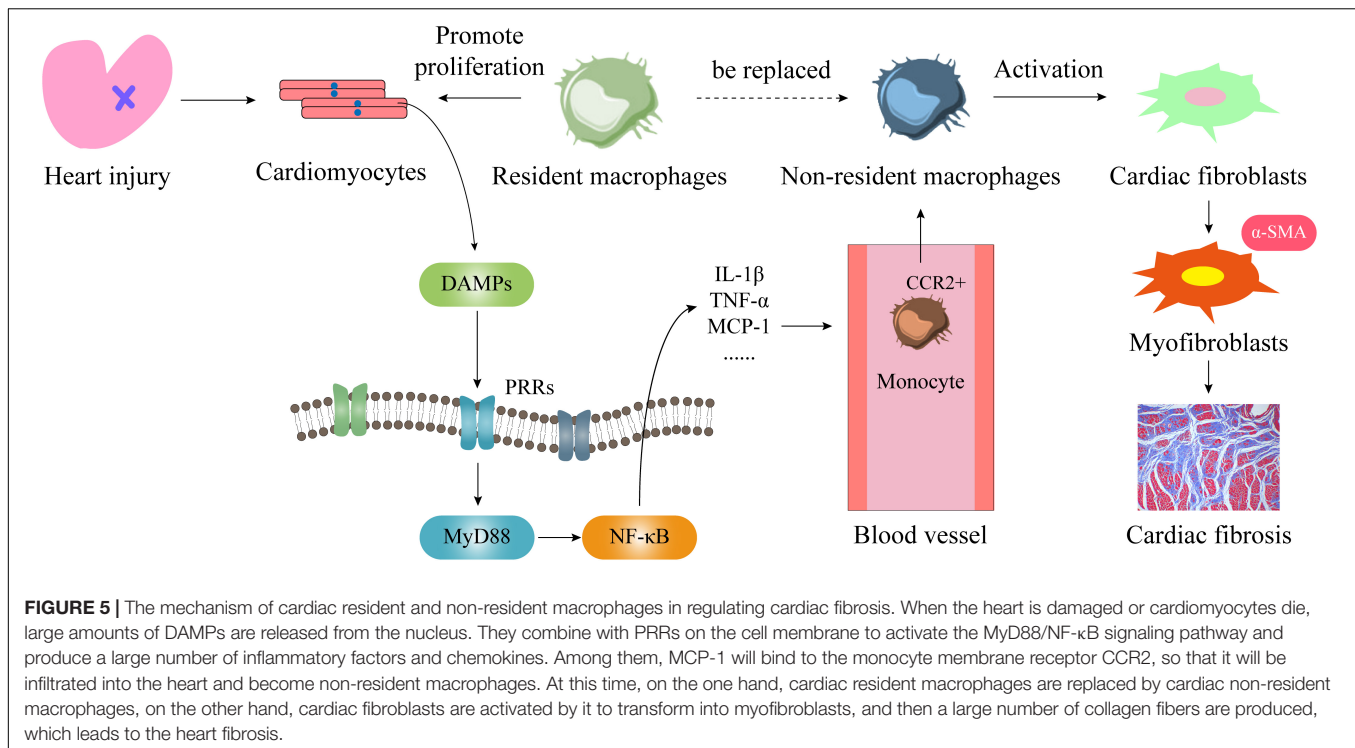 Promote
proliferation
be replaced
Activation
Heart injury
Cardiomyocytes
Resident macrophages
Non-resident macrophages
Cardiac fibroblasts
α-SMA
DAMPs
IL-1β
TNF-α
MCP-1
......
CCR2+
Monocyte
Myofibroblasts
PRRs
MyD88
NF-κB
Blood vessel
Cardiac fibrosis
FIGURE 5 | The mechanism of cardiac resident and non-resident macrophages in regulating cardiac fibrosis. When the heart is damaged or cardiomyocytes die,
large amounts of DAMPs are released from the nucleus. They combine with PRRs on the cell membrane to activate the MyD88/NF-κB signaling pathway and
produce a large number of inflammatory factors and chemokines. Among them, MCP-1 will bind to the monocyte membrane receptor CCR2, so that it will be
infiltrated into the heart and become non-resident macrophages. At this time, on the one hand, cardiac resident macrophages are replaced by cardiac non-resident
macrophages, on the other hand, cardiac fibroblasts are activated by it to transform into myofibroblasts, and then a large number of collagen fibers are produced,
which leads to the heart fibrosis.